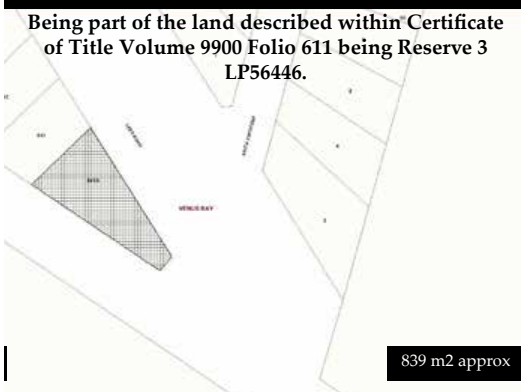 Being part of the land described within Certificate
of Title Volume 9900 Folio 611 being Reserve 3
LP56446.
VENUS BAY
839 m2 approx